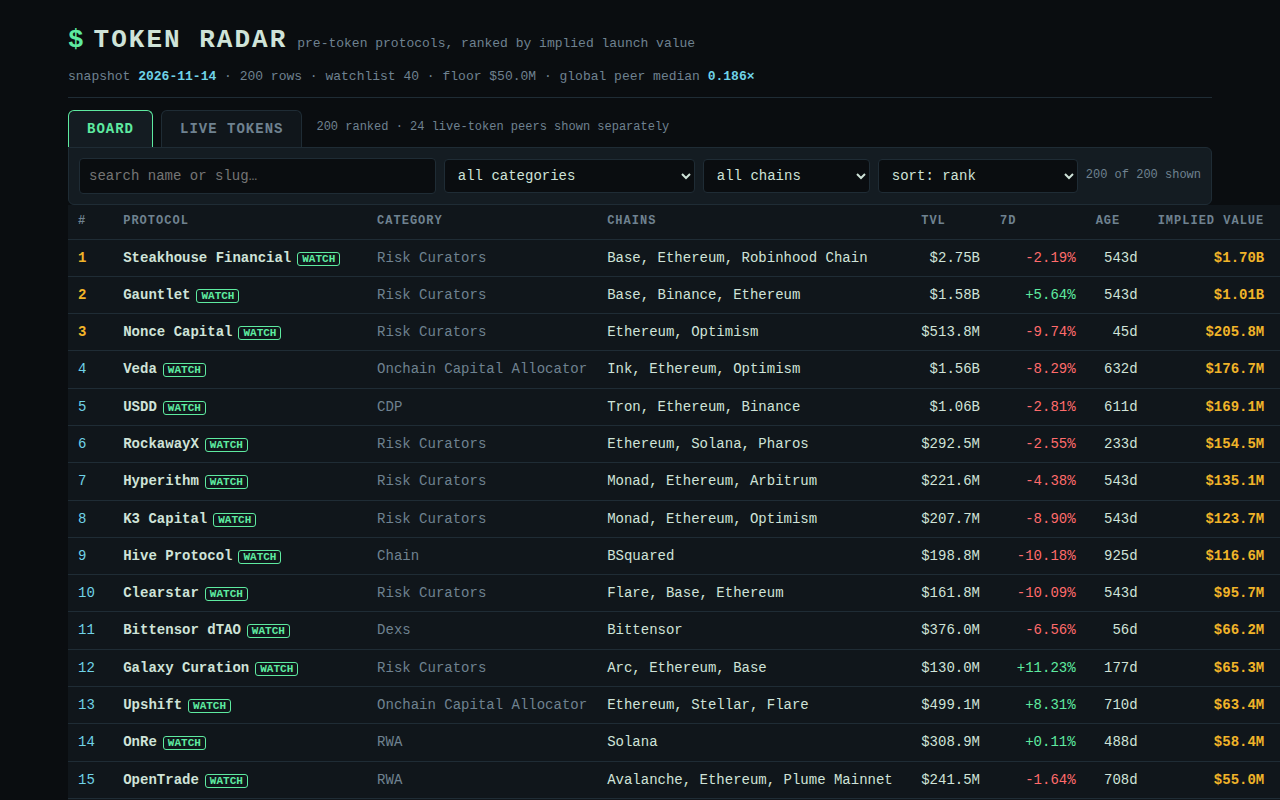 $ TOKEN RADAR pre-token protocols, ranked by implied launch value
snapshot 2026-11-14 · 200 rows · watchlist 40 · floor $50.0M · global peer median 0.186×
BOARD LIVE TOKENS 200 ranked · 24 live-token peers shown separately
search name or slug… all categories all chains sort: rank 200 of 200 shown
# PROTOCOL CATEGORY CHAINS TVL 7D AGE IMPLIED VALUE
1 Steakhouse Financial WATCH Risk Curators Base, Ethereum, Robinhood Chain $2.75B -2.19% 543d $1.70B
2 Gauntlet WATCH Risk Curators Base, Binance, Ethereum $1.58B +5.64% 543d $1.01B
3 Nonce Capital WATCH Risk Curators Ethereum, Optimism $513.8M -9.74% 45d $205.8M
4 Veda WATCH Onchain Capital Allocator Ink, Ethereum, Optimism $1.56B -8.29% 632d $176.7M
5 USDD WATCH CDP Tron, Ethereum, Binance $1.06B -2.81% 611d $169.1M
6 RockawayX WATCH Risk Curators Ethereum, Solana, Pharos $292.5M -2.55% 233d $154.5M
7 Hyperithm WATCH Risk Curators Monad, Ethereum, Arbitrum $221.6M -4.38% 543d $135.1M
8 K3 Capital WATCH Risk Curators Monad, Ethereum, Optimism $207.7M -8.90% 543d $123.7M
9 Hive Protocol WATCH Chain BSquared $198.8M -10.18% 925d $116.6M
10 Clearstar WATCH Risk Curators Flare, Base, Ethereum $161.8M -10.09% 543d $95.7M
11 Bittensor dTAO WATCH Dexs Bittensor $376.0M -6.56% 56d $66.2M
12 Galaxy Curation WATCH Risk Curators Arc, Ethereum, Base $130.0M +11.23% 177d $65.3M
13 Upshift WATCH Onchain Capital Allocator Ethereum, Stellar, Flare $499.1M +8.31% 710d $63.4M
14 OnRe WATCH RWA Solana $308.9M +0.11% 488d $58.4M
15 OpenTrade WATCH RWA Avalanche, Ethereum, Plume Mainnet $241.5M -1.64% 708d $55.0M